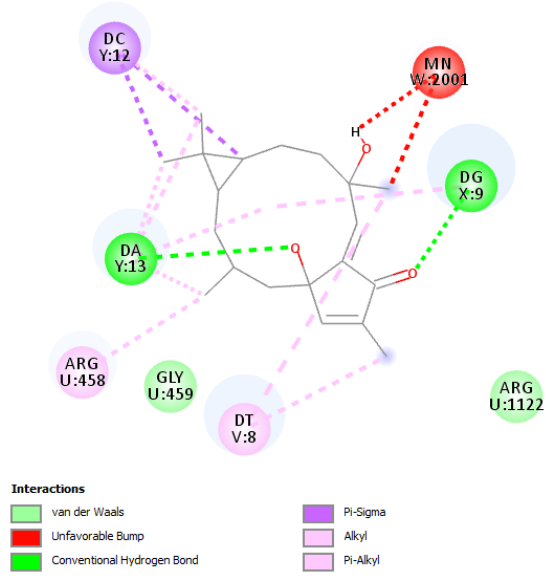 DC
Y:12
MN
W:2001
H
O
DG
X:9
DA
Y:13
O
O
ARG
U:458
GLY
U:459
DT
V:8
ARG
U:1122
Interactions
van der Waals
Unfavorable Bump
Conventional Hydrogen Bond
Pi-Sigma
Alkyl
Pi-Alkyl